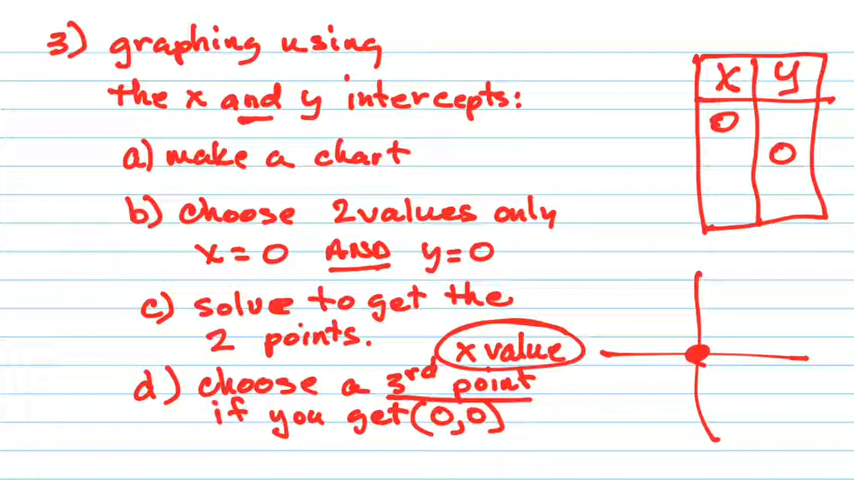 3) graphing using
the x and y intercepts:
a) make a chart
b) choose 2 values only
x = 0 AND y = 0
c) solve to get the
2 points.
x value
d) choose a 3rd point
if you get (0,0)
X Y
0
0